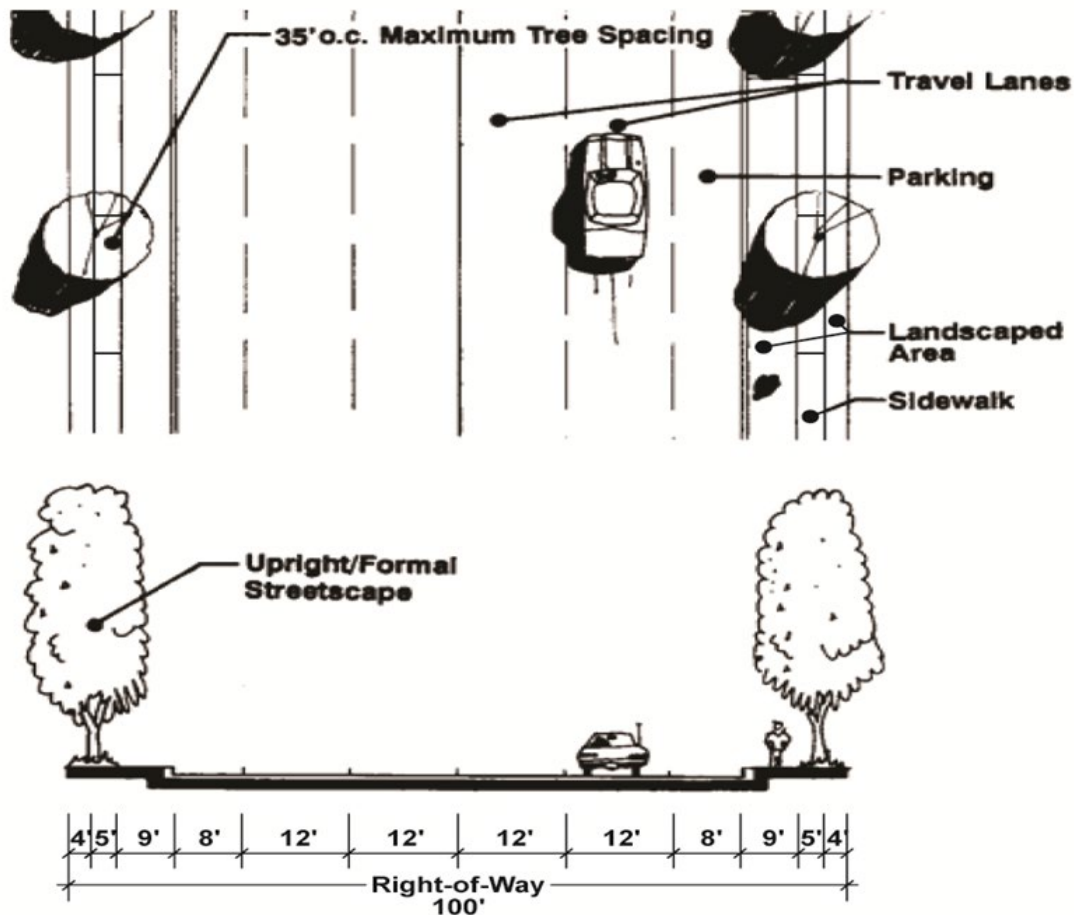 35' o.c. Maximum Tree Spacing
Travel Lanes
Parking
Landscaped
Area
Sidewalk
Upright/Formal
Streetscape
4' 5' 9' 8' 12' 12' 12' 12' 8' 9' 5' 4'
Right-of-Way
100'